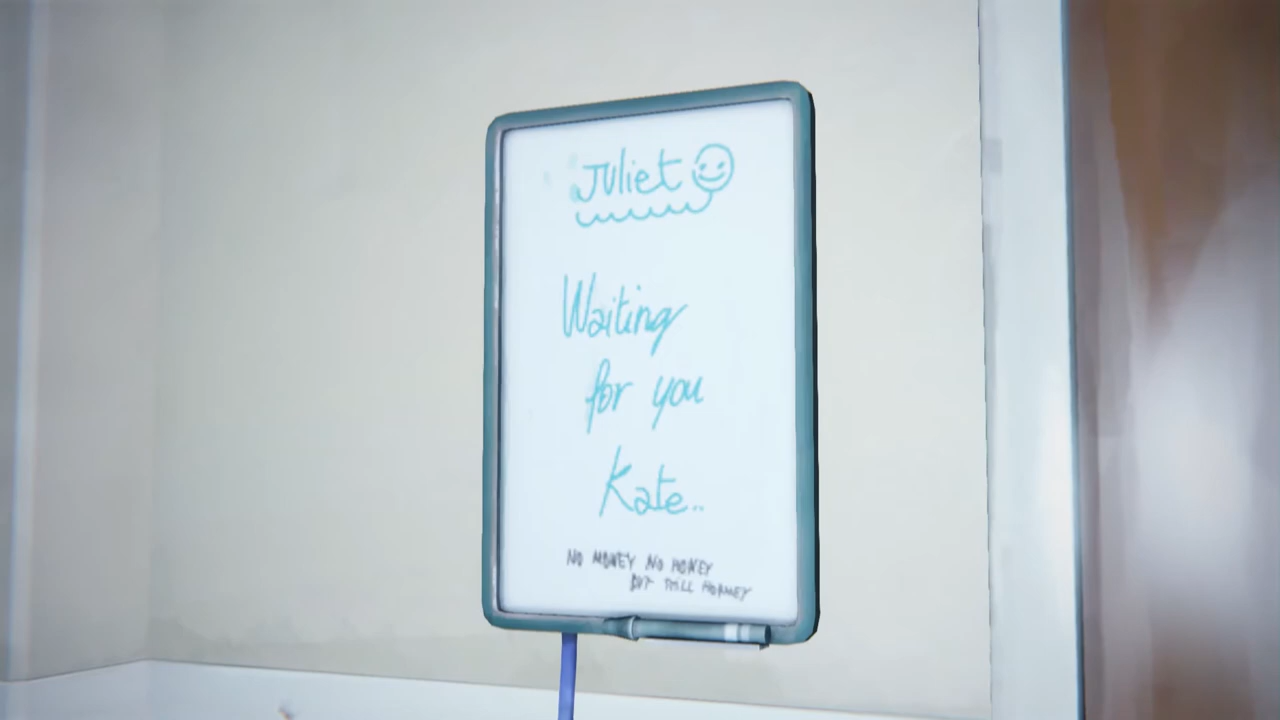 Juliet
Waiting
for you
Kate..
NO MONEY NO HONEY
BUT STILL HORNEY